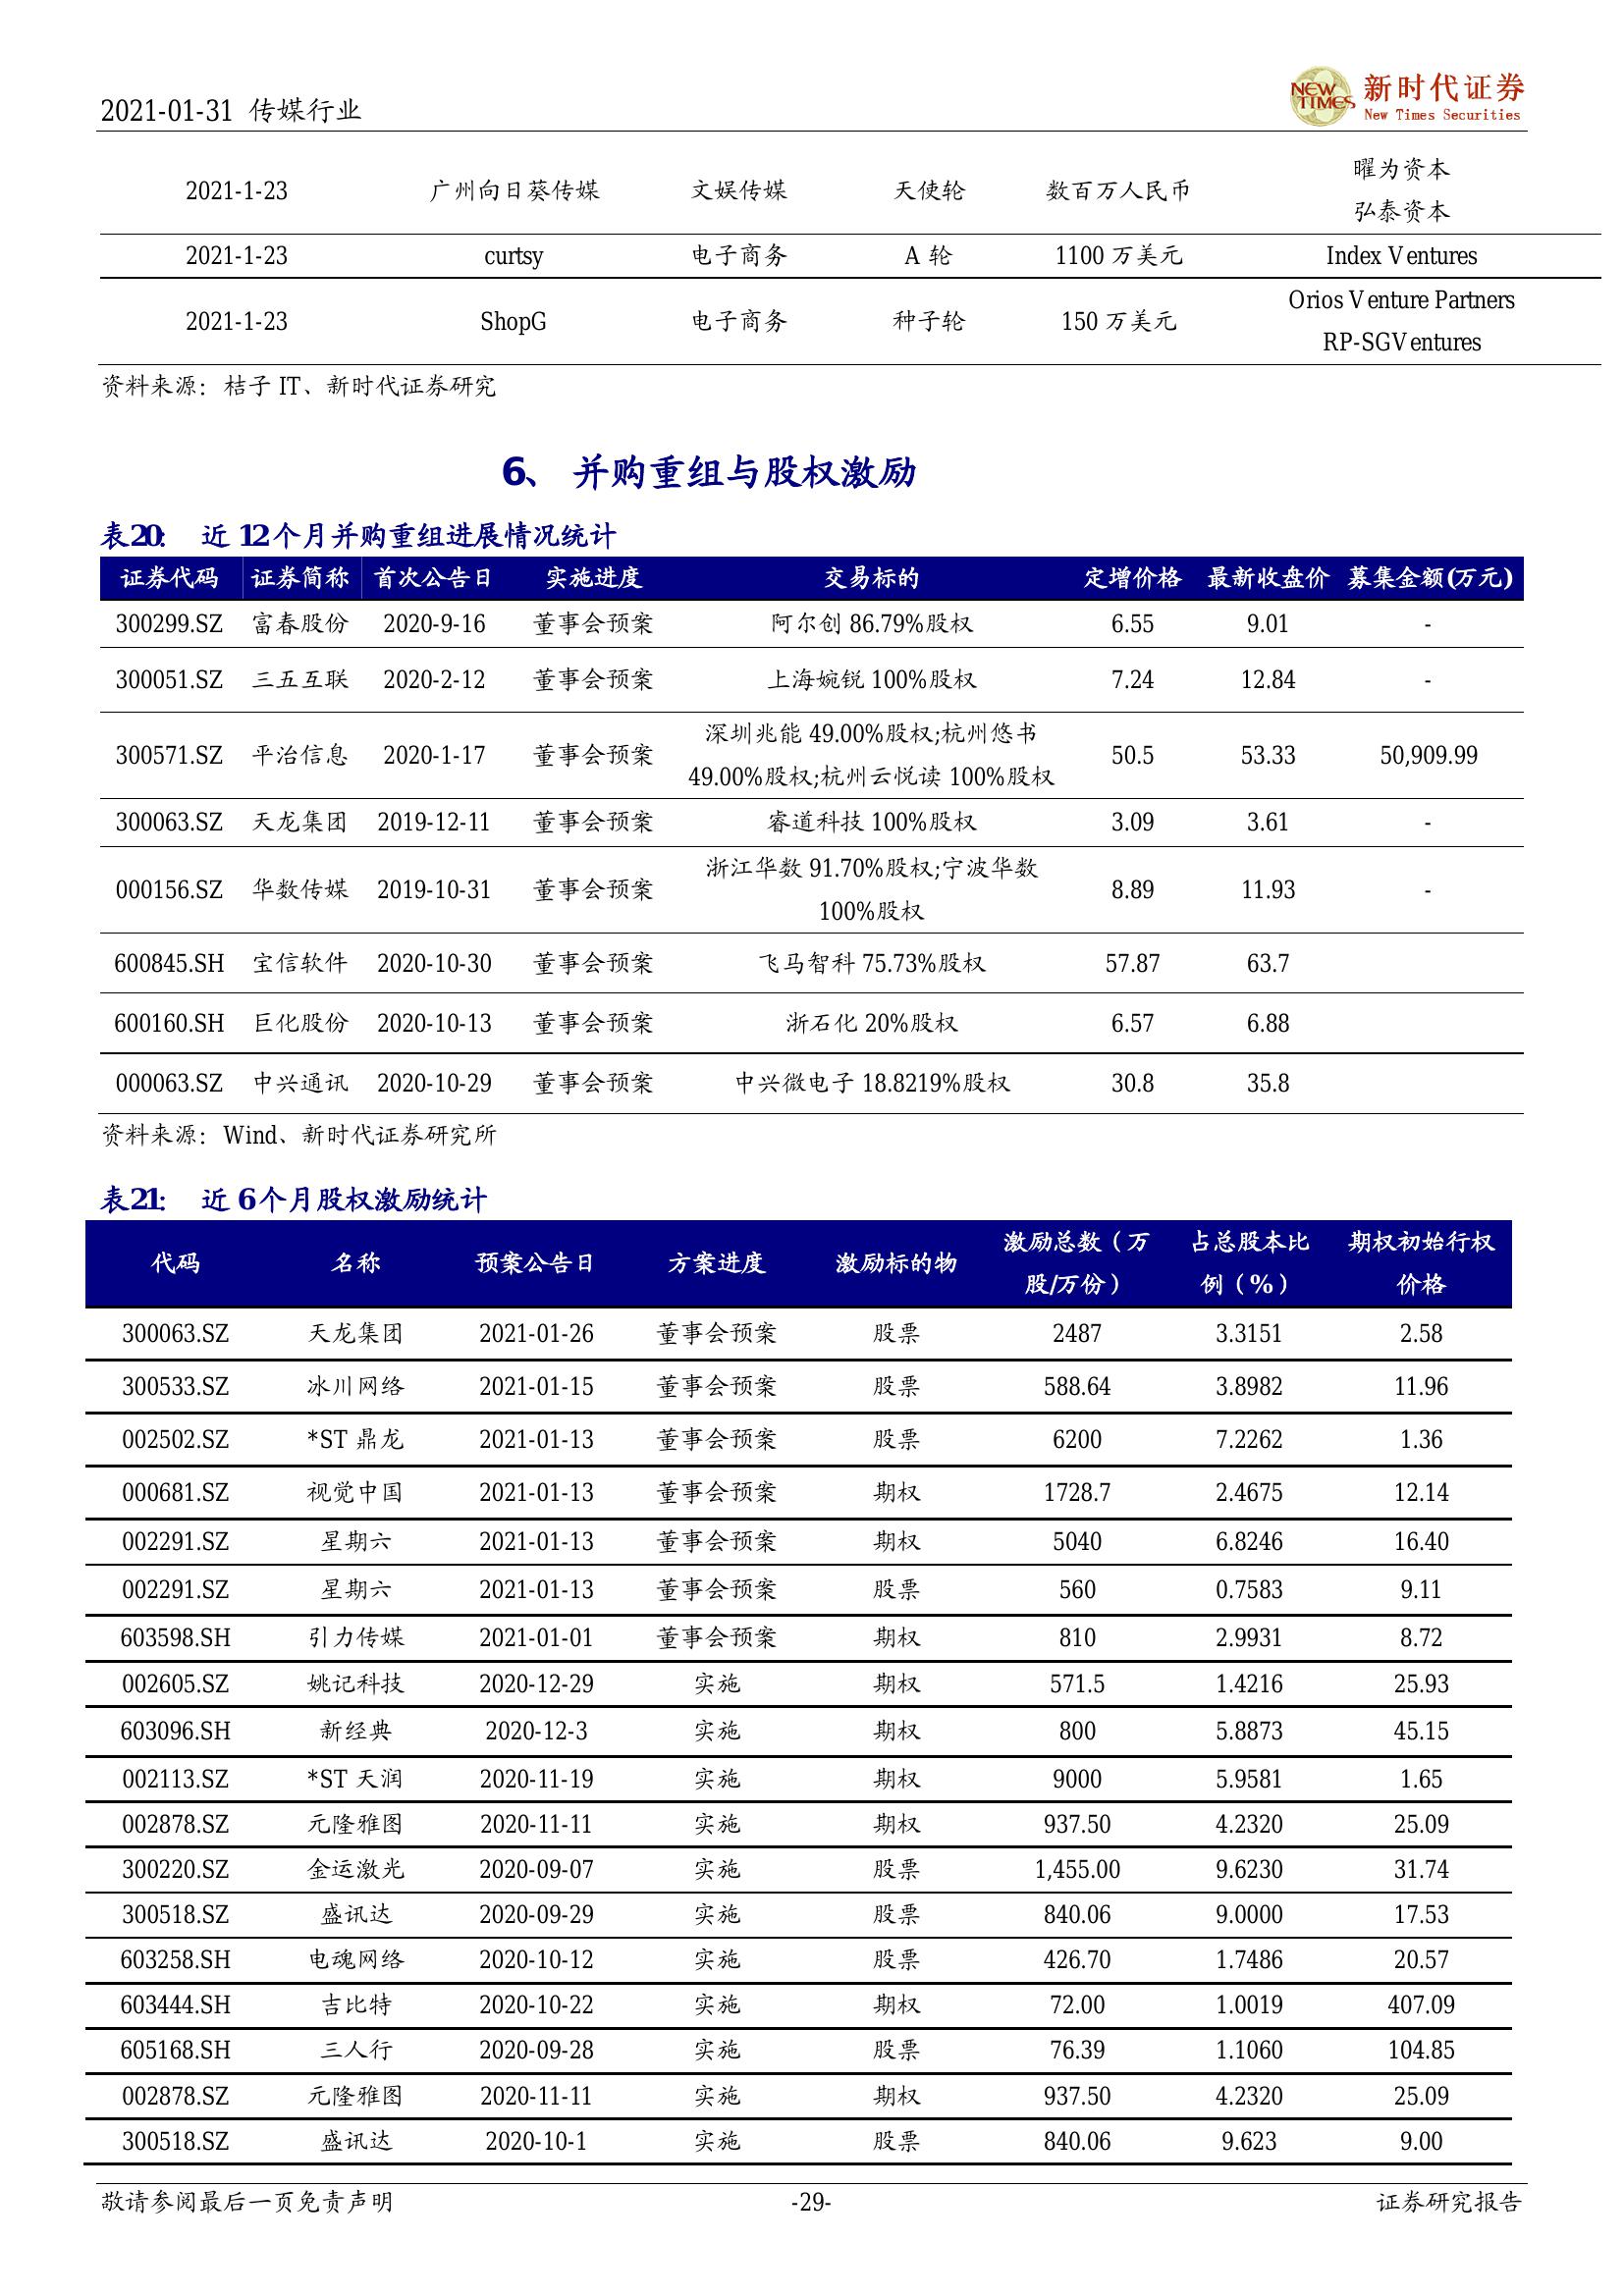 2021-01-31 传媒行业
NEW TIMES 新时代证券
New Times Securities
2021-1-23 广州向日葵传媒 文娱传媒 天使轮 数百万人民币 曜为资本
弘泰资本
2021-1-23 curtsy 电子商务 A 轮 1100 万美元 Index Ventures
2021-1-23 ShopG 电子商务 种子轮 150 万美元 Orios Venture Partners
RP-SGVentures
资料来源：桔子 IT、新时代证券研究
6、 并购重组与股权激励
表20： 近 12个月并购重组进展情况统计
证券代码 证券简称 首次公告日 实施进度 交易标的 定增价格 最新收盘价 募集金额(万元)
300299.SZ 富春股份 2020-9-16 董事会预案 阿尔创 86.79%股权 6.55 9.01 -
300051.SZ 三五互联 2020-2-12 董事会预案 上海婉锐 100%股权 7.24 12.84 -
300571.SZ 平治信息 2020-1-17 董事会预案 深圳兆能 49.00%股权;杭州悠书
49.00%股权;杭州云悦读 100%股权 50.5 53.33 50,909.99
300063.SZ 天龙集团 2019-12-11 董事会预案 睿道科技 100%股权 3.09 3.61 -
000156.SZ 华数传媒 2019-10-31 董事会预案 浙江华数 91.70%股权;宁波华数
100%股权 8.89 11.93 -
600845.SH 宝信软件 2020-10-30 董事会预案 飞马智科 75.73%股权 57.87 63.7
600160.SH 巨化股份 2020-10-13 董事会预案 浙石化 20%股权 6.57 6.88
000063.SZ 中兴通讯 2020-10-29 董事会预案 中兴微电子 18.8219%股权 30.8 35.8
资料来源：Wind、新时代证券研究所
表21： 近 6个月股权激励统计
代码 名称 预案公告日 方案进度 激励标的物 激励总数（万
股/万份） 占总股本比
例（%） 期权初始行权
价格
300063.SZ 天龙集团 2021-01-26 董事会预案 股票 2487 3.3151 2.58
300533.SZ 冰川网络 2021-01-15 董事会预案 股票 588.64 3.8982 11.96
002502.SZ *ST 鼎龙 2021-01-13 董事会预案 股票 6200 7.2262 1.36
000681.SZ 视觉中国 2021-01-13 董事会预案 期权 1728.7 2.4675 12.14
002291.SZ 星期六 2021-01-13 董事会预案 期权 5040 6.8246 16.40
002291.SZ 星期六 2021-01-13 董事会预案 股票 560 0.7583 9.11
603598.SH 引力传媒 2021-01-01 董事会预案 期权 810 2.9931 8.72
002605.SZ 姚记科技 2020-12-29 实施 期权 571.5 1.4216 25.93
603096.SH 新经典 2020-12-3 实施 期权 800 5.8873 45.15
002113.SZ *ST 天润 2020-11-19 实施 期权 9000 5.9581 1.65
002878.SZ 元隆雅图 2020-11-11 实施 期权 937.50 4.2320 25.09
300220.SZ 金运激光 2020-09-07 实施 股票 1,455.00 9.6230 31.74
300518.SZ 盛讯达 2020-09-29 实施 股票 840.06 9.0000 17.53
603258.SH 电魂网络 2020-10-12 实施 股票 426.70 1.7486 20.57
603444.SH 吉比特 2020-10-22 实施 期权 72.00 1.0019 407.09
605168.SH 三人行 2020-09-28 实施 股票 76.39 1.1060 104.85
002878.SZ 元隆雅图 2020-11-11 实施 期权 937.50 4.2320 25.09
300518.SZ 盛讯达 2020-10-1 实施 股票 840.06 9.623 9.00
敬请参阅最后一页免责声明 -29- 证券研究报告